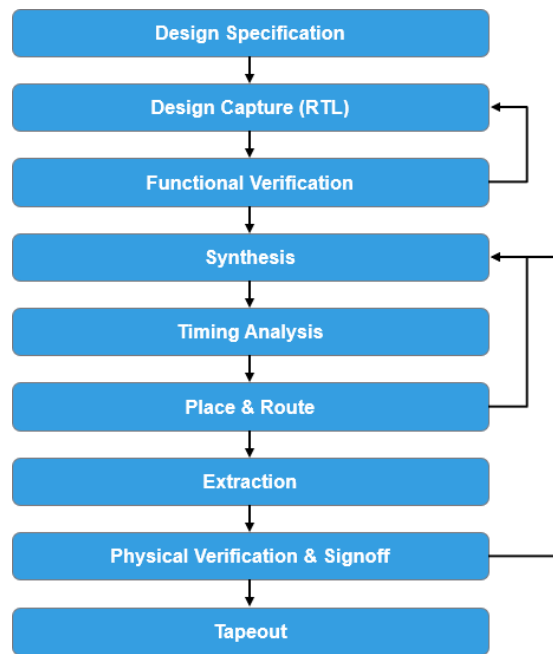 Design Specification
Design Capture (RTL)
Functional Verification
Synthesis
Timing Analysis
Place & Route
Extraction
Physical Verification & Signoff
Tapeout